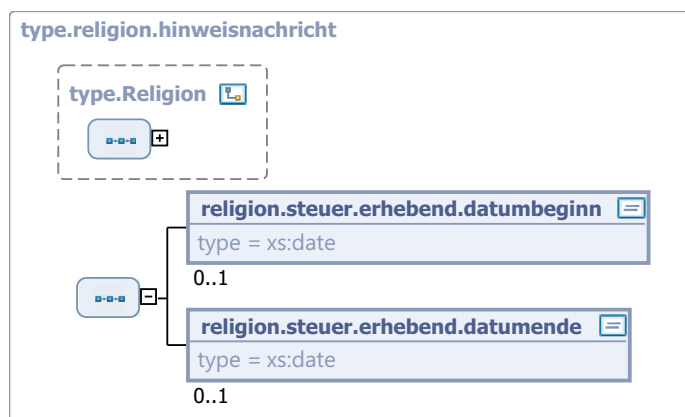 type.religion.hinweisnachricht
type.Religion
religion.steuer.erhebend.datumbeginn
type = xs:date
0..1
religion.steuer.erhebend.datumende
type = xs:date
0..1